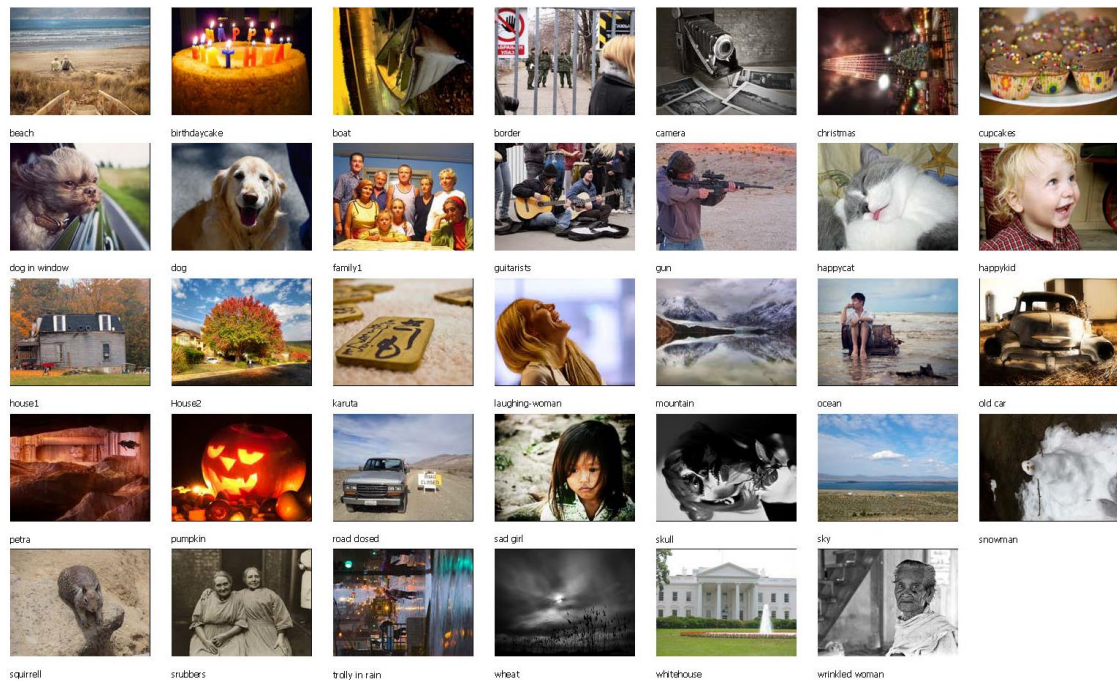 beach
birthdaycake
boat
border
camera
christmas
cupcakes
dog in window
dog
family1
guitarists
gun
happycat
happykid
house1
House2
karuta
laughing-woman
mountain
ocean
old car
ROAD
CLOSED
petra
pumpkin
road closed
sad girl
skull
sky
snowman
squirrell
srubbers
trolly in rain
wheat
whitehouse
wrinkled woman